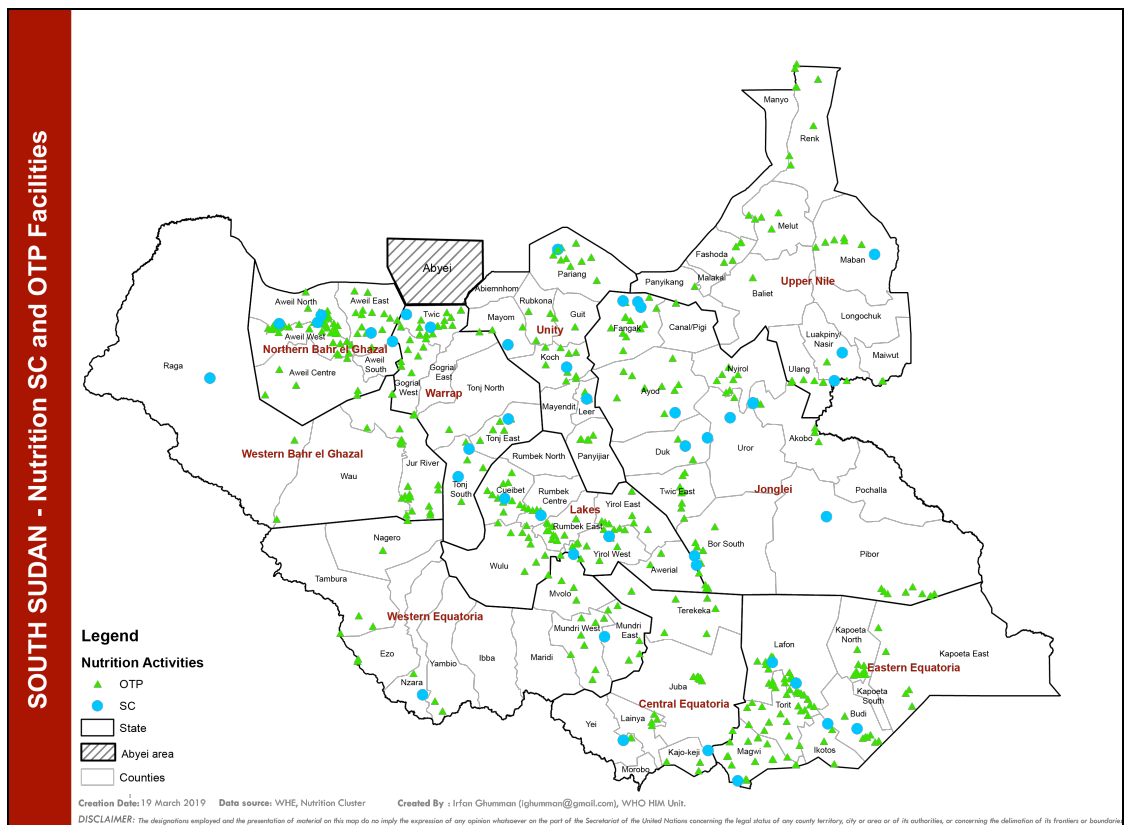 SOUTH SUDAN - Nutrition SC and OTP Facilities
Manyo
Renk
Melut
Fashoda
Maban
Abyei
Pariang
Panyikang
Malakal
Upper Nile
Baliet
Abiemnhom
Aweil North
Aweil East
Rubkona
Longochuk
Twic
Mayom
Guit
Fangak
Canal/Pigi
Unity
Luakpiny/
Nasir
Aweil West
Northern Bahr el Ghazal
Koch
Maiwut
Raga
Aweil
South
Gogrial
East
Nyirol
Ulang
Aweil Centre
Gogrial
West
Tonj North
Ayod
Warrap
Mayendit
Leer
Tonj East
Akobo
Uror
Western Bahr el Ghazal
Rumbek North
Panyijiar
Duk
Jur River
Wau
Tonj
South
Cueibet
Rumbek
Centre
Twic East
Jonglei
Pochalla
Yirol East
Lakes
Rumbek East
Nagero
Bor South
Yirol West
Pibor
Wulu
Awerial
Tambura
Mvolo
Terekeka
Western Equatoria
Mundri West
Mundri
East
Kapoeta
North
Lafon
Ezo
Ibba
Maridi
Kapoeta East
Yambio
Eastern Equatoria
Nzara
Juba
Kapoeta
South
Central Equatoria
Torit
Budi
Yei
Lainya
Magwi
Ikotos
Kajo-keji
Morobo
Legend
Nutrition Activities
OTP
SC
State
Abyei area
Counties
Creation Date: 19 March 2019 Data source: WHE, Nutrition Cluster Created By : Irfan Ghumman (ighumman@gmail.com), WHO HIM Unit.
DISCLAIMER: The designations employed and the presentation of material on this map do no imply the expression of any opinion whatsoever on the part of the Secretariat of the United Nations concerning the legal status of any county territory, city or area or of its authorities, or concerning the delimation of its frontiers or boundaries